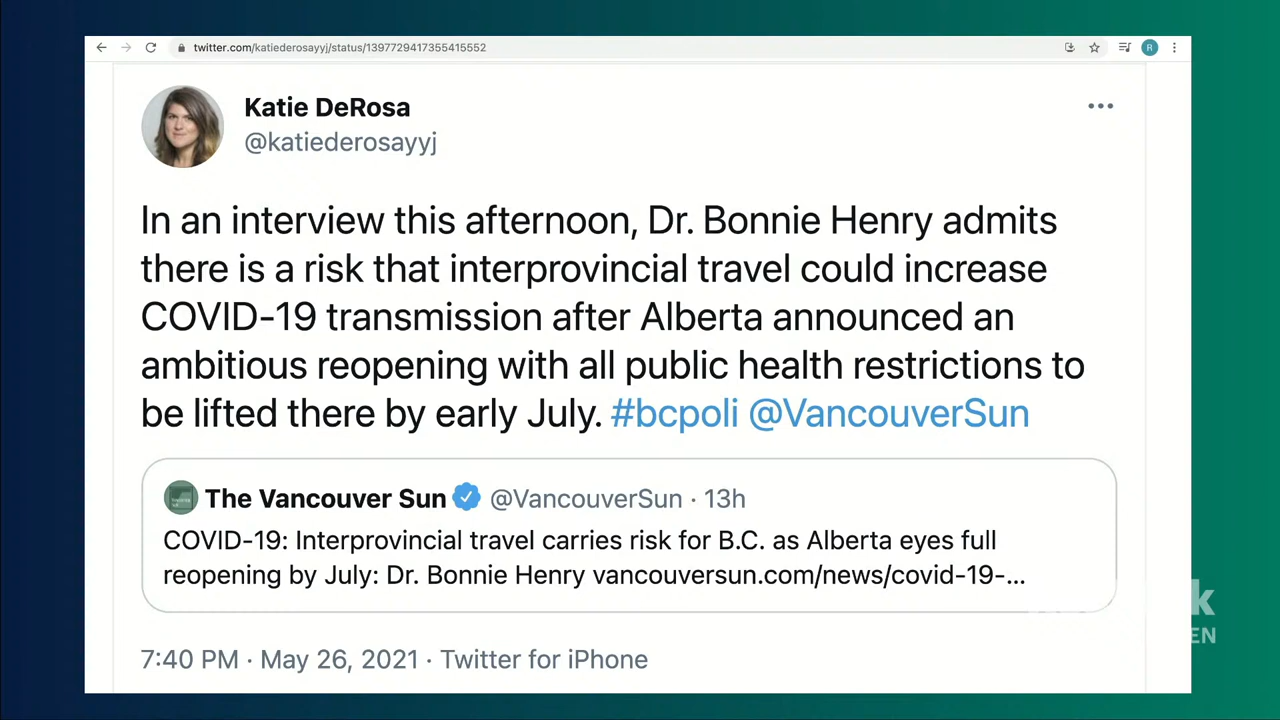 twitter.com/katiederosayyj/status/1397729417355415552
R
Katie DeRosa
@katiederosayyj
In an interview this afternoon, Dr. Bonnie Henry admits
there is a risk that interprovincial travel could increase
COVID-19 transmission after Alberta announced an
ambitious reopening with all public health restrictions to
be lifted there by early July. #bcpoli @VancouverSun
The Vancouver Sun @VancouverSun · 13h
COVID-19: Interprovincial travel carries risk for B.C. as Alberta eyes full
reopening by July: Dr. Bonnie Henry vancouversun.com/news/covid-19-...
7:40 PM · May 26, 2021 · Twitter for iPhone